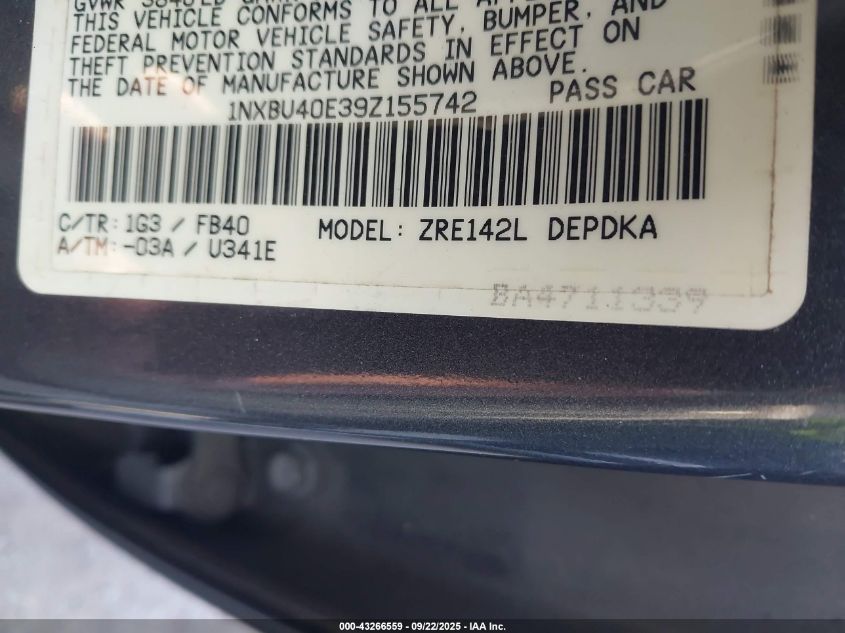 THIS VEHICLE CONFORMS TO ALL
FEDERAL MOTOR VEHICLE SAFETY, BUMPER, AND
THEFT PREVENTION STANDARDS IN EFFECT ON
THE DATE OF MANUFACTURE SHOWN ABOVE.
1NXBU40E39Z155742 PASS CAR
C/TR: 1G3 / FB40 MODEL: ZRE142L DEPDKA
A/TM: -03A / U341E
BA4711339
000-43266559 - 09/22/2025 - IAA Inc.